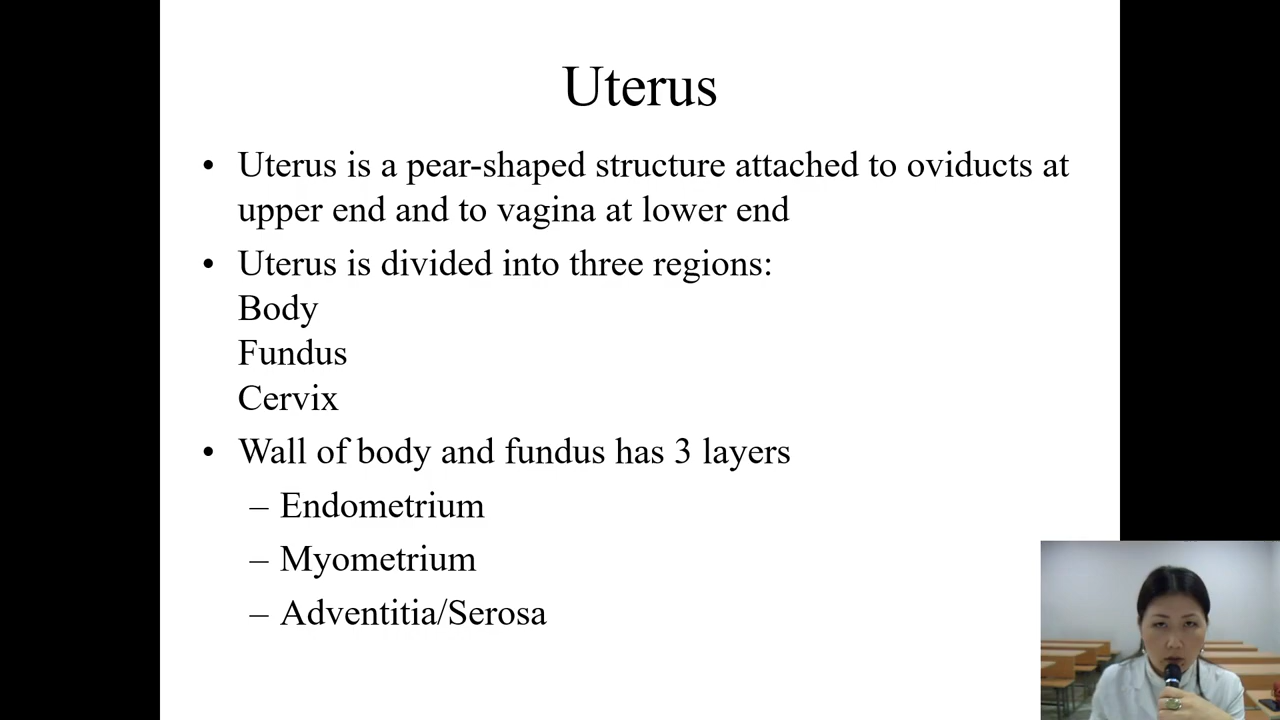 Uterus
• Uterus is a pear-shaped structure attached to oviducts at
upper end and to vagina at lower end
• Uterus is divided into three regions:
Body
Fundus
Cervix
• Wall of body and fundus has 3 layers
– Endometrium
– Myometrium
– Adventitia/Serosa